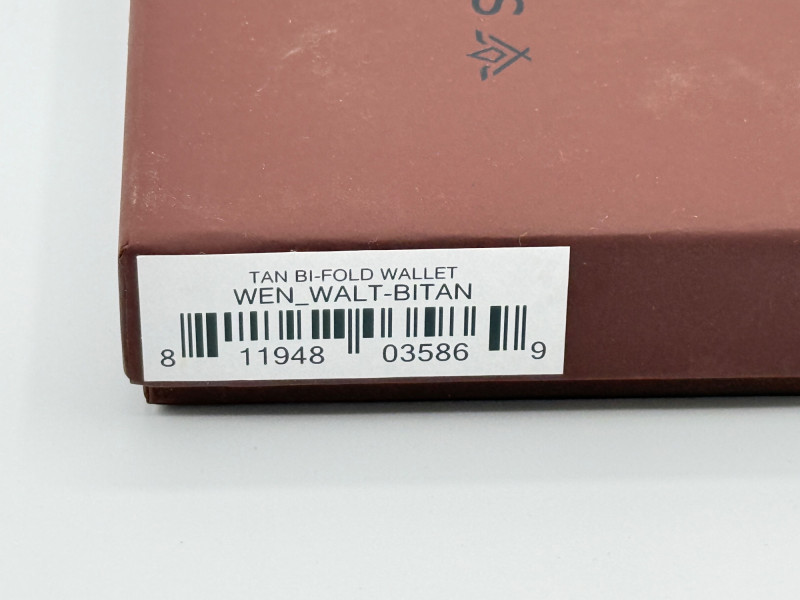 S
TAN BI-FOLD WALLET
WEN_WALT-BITAN
8 11948 03586 9